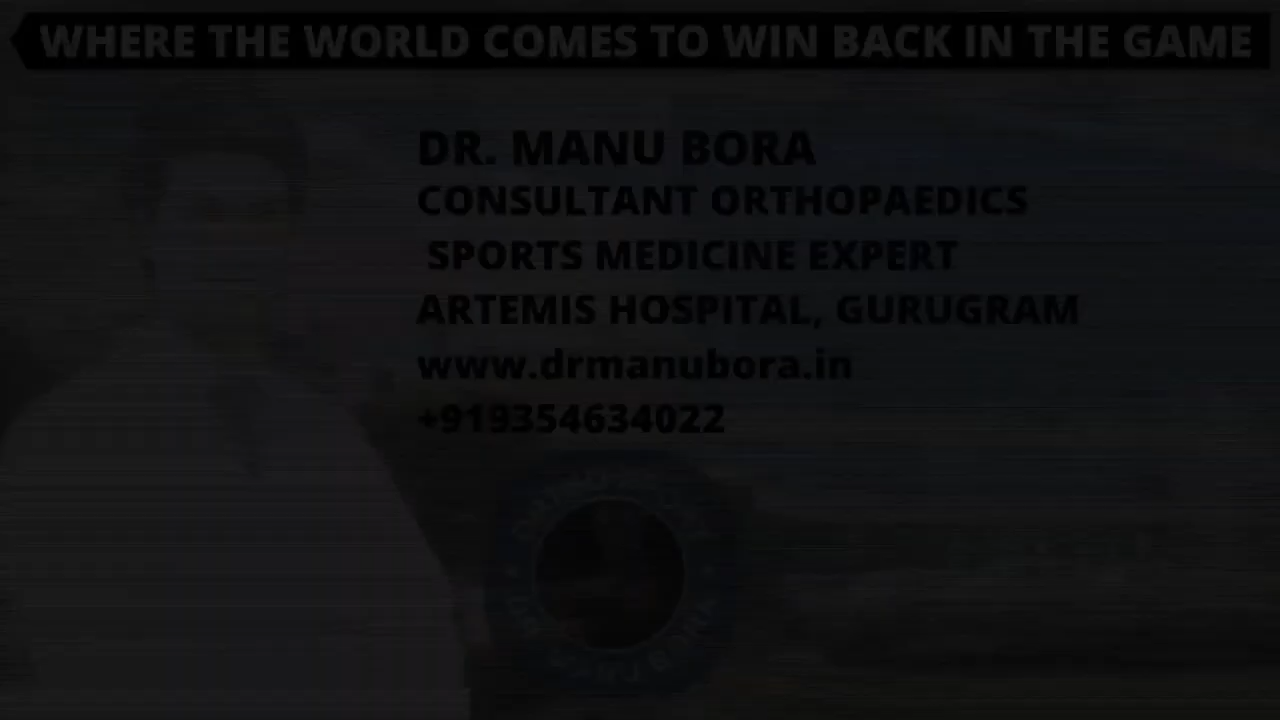 WHERE THE WORLD COMES TO WIN BACK IN THE GAME
DR. MANU BORA
CONSULTANT ORTHOPAEDICS
SPORTS MEDICINE EXPERT
ARTEMIS HOSPITAL, GURUGRAM
www.drmanubora.in
+919354634022